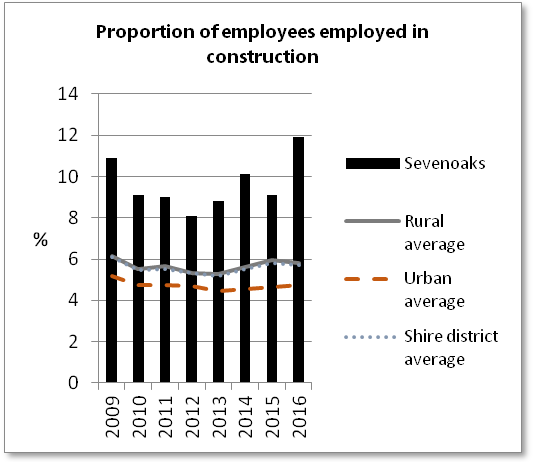 Proportion of employees employed in
construction
14
12
10
8
6
4
2
0
%
2009
2010
2011
2012
2013
2014
2015
2016
Sevenoaks
Rural
average
Urban
average
Shire district
average